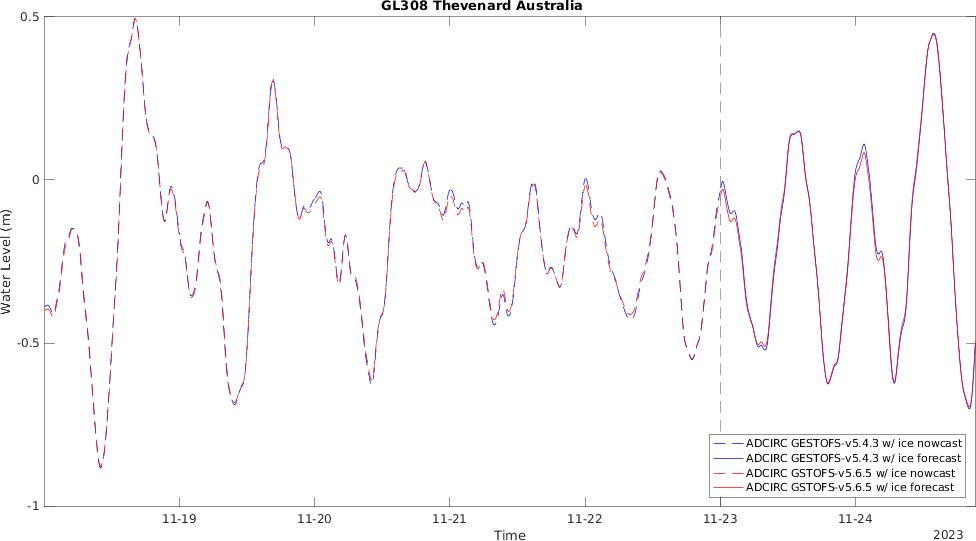 GL308 Thevenard Australia
0.5
0
-0.5
-1
Water Level (m)
ADCIRC GESTOFS-v5.4.3 w/ ice nowcast
ADCIRC GESTOFS-v5.4.3 w/ ice forecast
ADCIRC GSTOFS-v5.6.5 w/ ice nowcast
ADCIRC GSTOFS-v5.6.5 w/ ice forecast
11-19 11-20 11-21 11-22 11-23 11-24
Time
2023